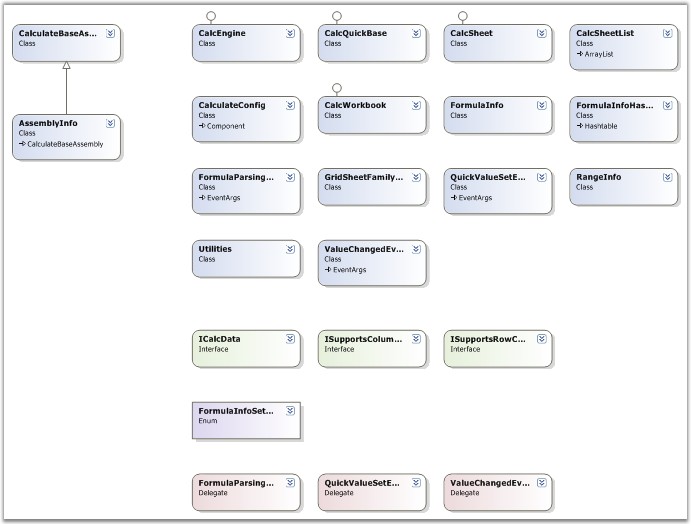 CalculateBaseAs...
Class
CalcEngine
Class
CalcQuickBase
Class
CalcSheet
Class
CalcSheetList
Class
ArrayList
AssemblyInfo
Class
CalculateBaseAssembly
CalculateConfig
Class
Component
CalcWorkbook
Class
FormulaInfo
Class
FormulaInfoHas...
Class
Hashtable
FormulaParsing...
Class
EventArgs
GridSheetFamily...
Class
QuickValueSetE...
Class
EventArgs
RangeInfo
Class
Utilities
Class
ValueChangedEv...
Class
EventArgs
ICalcData
Interface
ISupportsColum...
Interface
ISupportsRowC...
Interface
FormulaInfoSet...
Enum
FormulaParsing...
Delegate
QuickValueSetE...
Delegate
ValueChangedEv...
Delegate